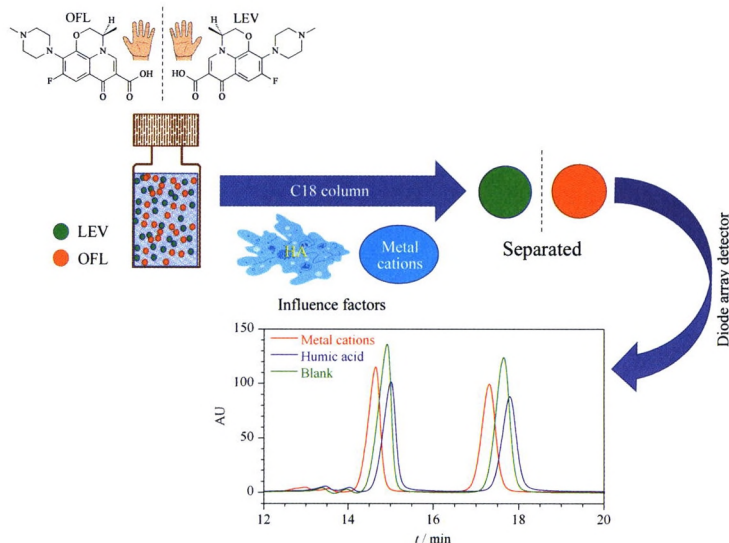 OFL
LEV
H
H
N
O
O
N
N
N
N
N
F
OH
HO
F
O
O
O
O
C18 column
LEV
OFL
HA
Metal
cations
Separated
Influence factors
Diode array detector
Metal cations
Humic acid
Blank
AU
150
100
50
0
12
14
16
18
20
t / min